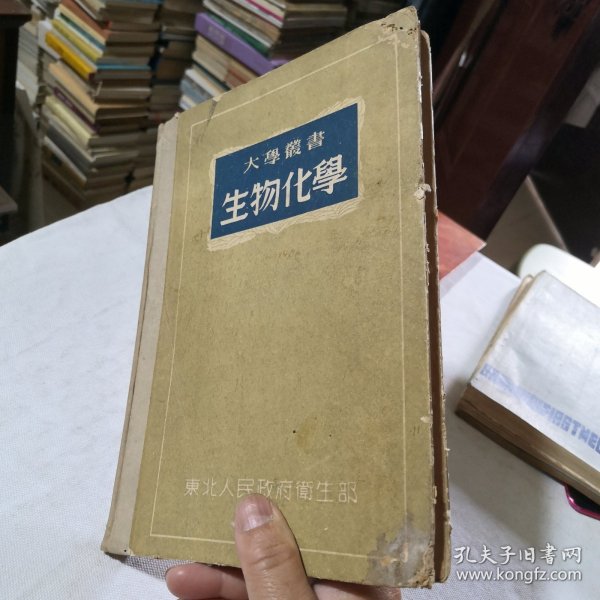 大學叢書
生物化學
東北人民政府衛生部
孔夫子旧书网
www.kongfz.com